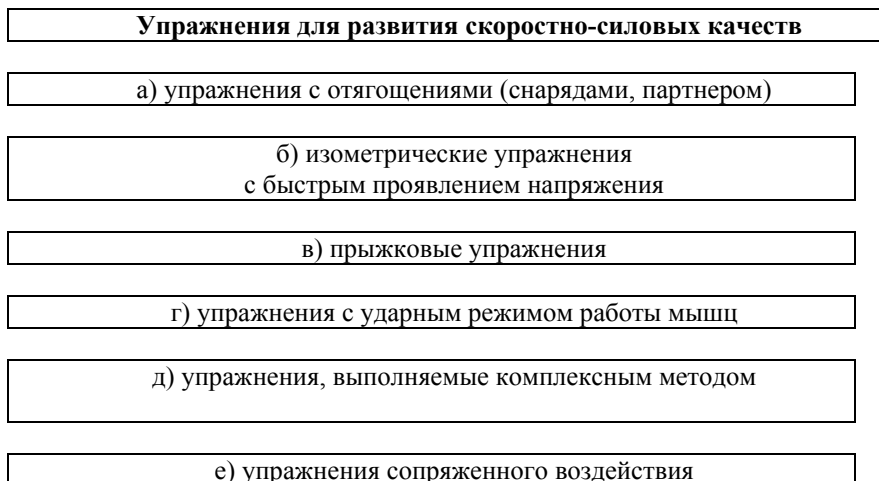 Упражнения для развития скоростно-силовых качеств
а) упражнения с отягощениями (снарядами, партнером)
б) изометрические упражнения
с быстрым проявлением напряжения
в) прыжковые упражнения
г) упражнения с ударным режимом работы мышц
д) упражнения, выполняемые комплексным методом
е) упражнения сопряженного воздействия